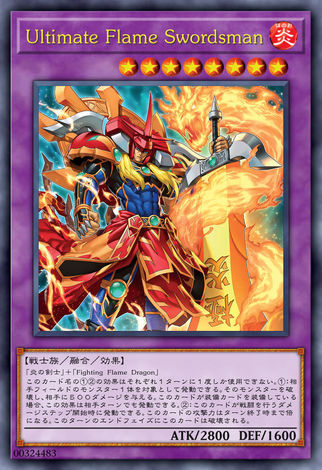 Ultimate Flame Swordsman
ほのお
炎
【戦士族／融合／効果】
「炎の剣士」＋「Fighting Flame Dragon」
このカード名の①②の効果はそれぞれ１ターンに１度しか使用できない。①：相
手フィールドのモンスター１体を対象として発動できる。そのモンスターを破
壊し、相手に５００ダメージを与える。このカードが装備カードを装備している
場合、この効果は相手ターンでも発動できる。②：このカードが戦闘を行うダメー
ジステップ開始時に発動できる。このカードの攻撃力はターン終了時まで倍
になる。このターンのエンドフェイズにこのカードは破壊される。
ATK/2800 DEF/1600
00324483